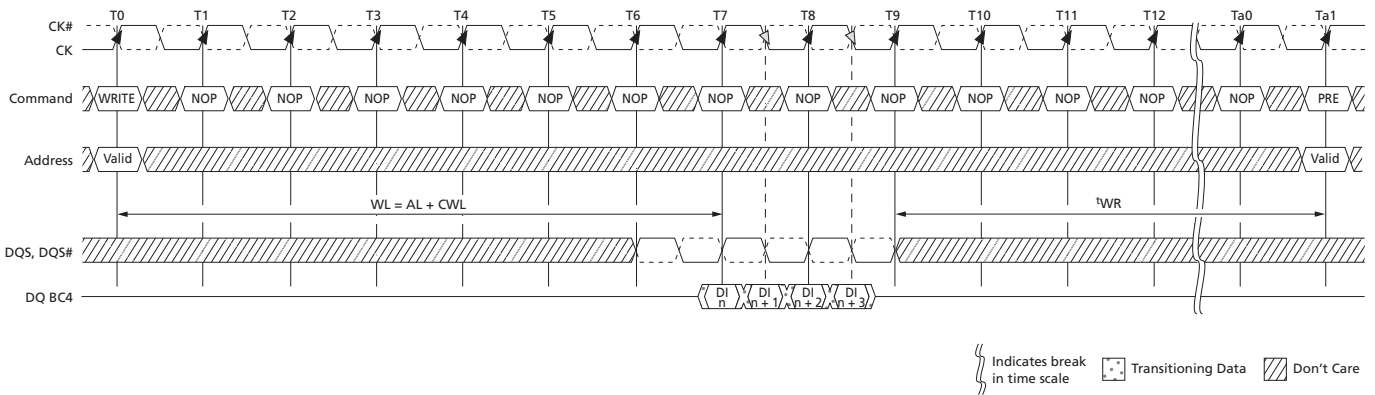 T0 T1 T2 T3 T4 T5 T6 T7 T8 T9 T10 T11 T12 Ta0 Ta1
CK#
CK
Command WRITE NOP NOP NOP NOP NOP NOP NOP NOP NOP NOP NOP NOP NOP PRE
Address Valid Valid
WL = AL + CWL tWR
DQS, DQS#
DQ BC4 DI n DI n + 1 DI n + 2 DI n + 3
Indicates break in time scale
Transitioning Data
Don't Care